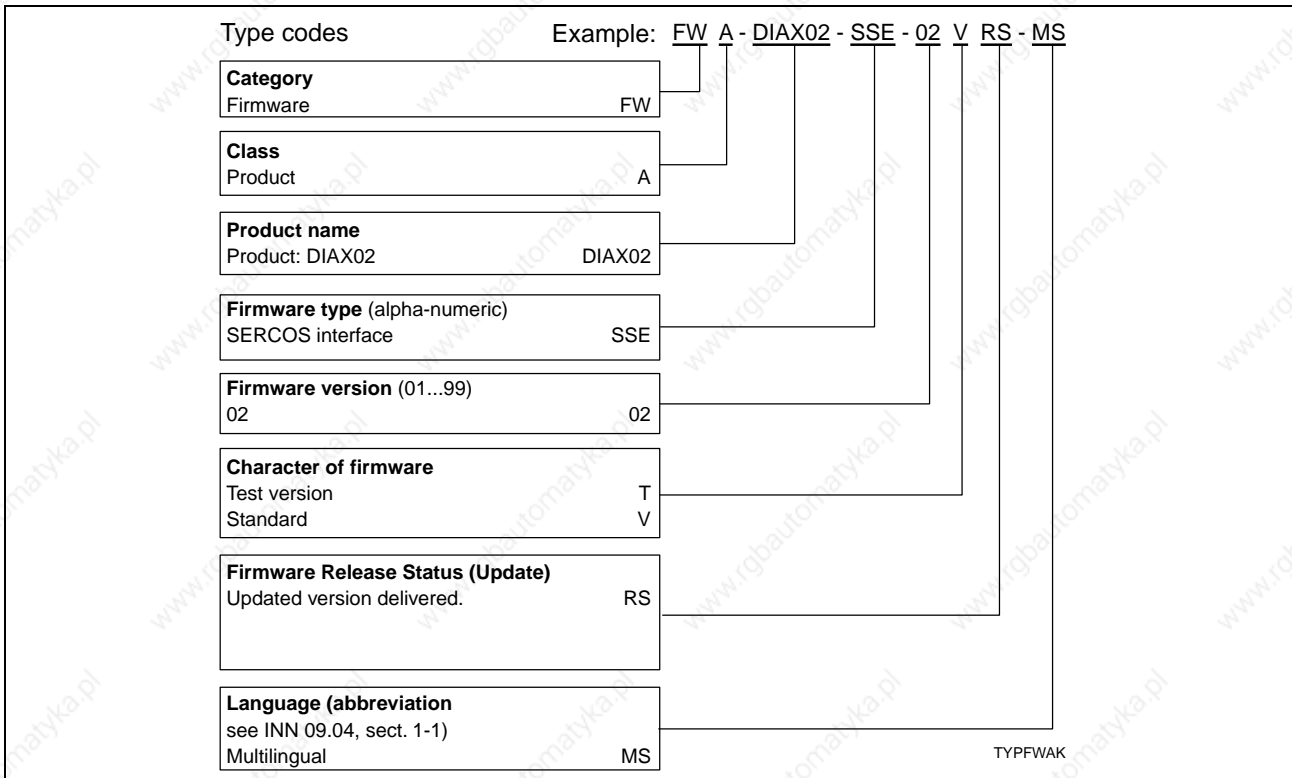 Type codes Example: FW A - DIAX02 - SSE - 02 V RS - MS
Category
Firmware FW
Class
Product A
Product name
Product: DIAX02 DIAX02
Firmware type (alpha-numeric)
SERCOS interface SSE
Firmware version (01...99)
02 02
Character of firmware
Test version T
Standard V
Firmware Release Status (Update)
Updated version delivered. RS
Language (abbreviation
see INN 09.04, sect. 1-1)
Multilingual MS
TYPFWAK
www.rgbautomatyka.pl